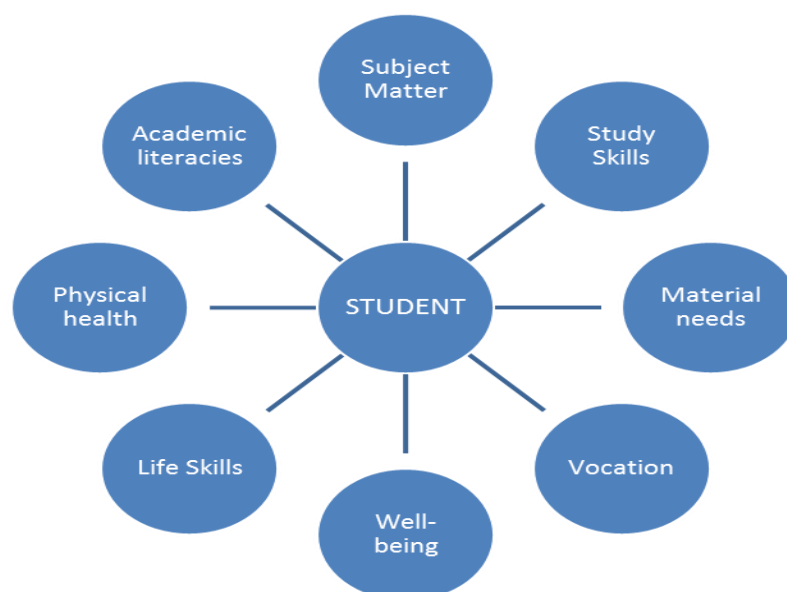 Subject
Matter
Academic
literacies
Study
Skills
Physical
health
STUDENT
Material
needs
Life Skills
Vocation
Well-
being